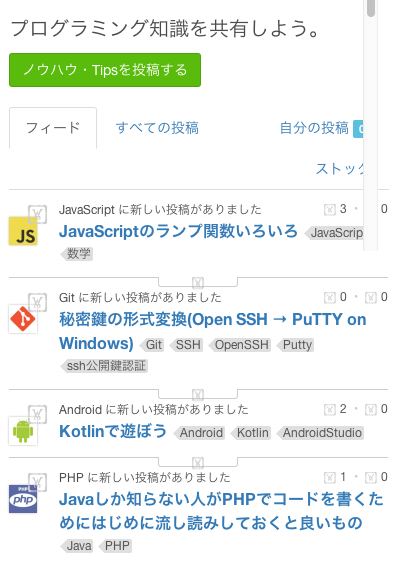 プログラミング知識を共有しよう。
ノウハウ・Tipsを投稿する
フィード すべての投稿 自分の投稿
ストック
JavaScript に新しい投稿がありました 3 • 0
JS JavaScriptのランプ関数いろいろ JavaScrip
数学
Git に新しい投稿がありました 0 • 0
秘密鍵の形式変換(Open SSH → PuTTY on
Windows) Git SSH OpenSSH Putty
ssh公開鍵認証
Android に新しい投稿がありました 2 • 0
Kotlinで遊ぼう Android Kotlin AndroidStudio
PHP に新しい投稿がありました 1 • 0
php Javaしか知らない人がPHPでコードを書くた
めにはじめに流し読みしておくと良いもの
Java PHP